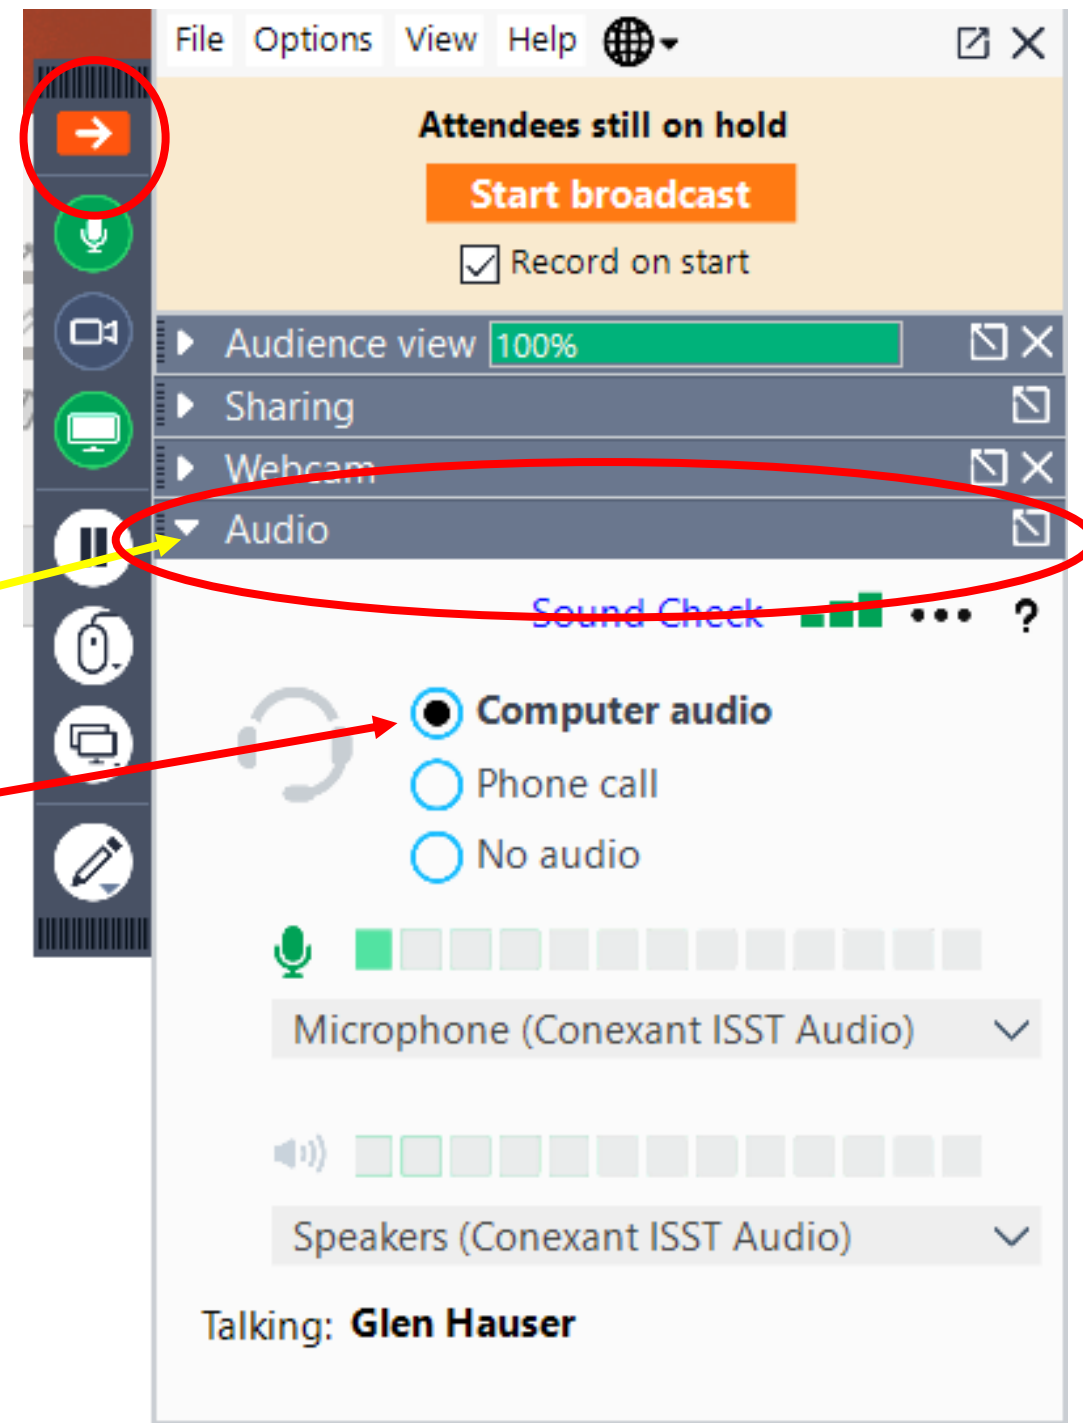 File Options View Help
Attendees still on hold
Start broadcast
Record on start
Audience view 100%
Sharing
Webcam
Audio
Sound Check ?
Computer audio
Phone call
No audio
Microphone (Conexant ISST Audio)
Speakers (Conexant ISST Audio)
Talking: Glen Hauser